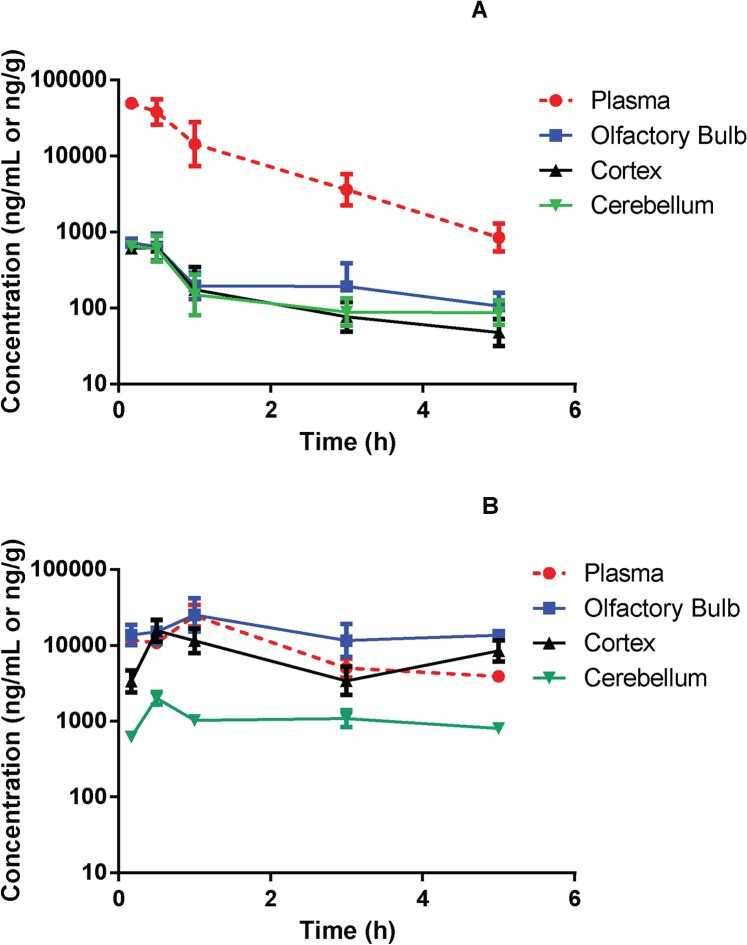 A
Concentration (ng/mL or ng/g)
100000
10000
1000
100
10
0
2
4
6
Time (h)
Plasma
Olfactory Bulb
Cortex
Cerebellum
B
Concentration (ng/mL or ng/g)
100000
10000
1000
100
10
0
2
4
6
Time (h)
Plasma
Olfactory Bulb
Cortex
Cerebellum